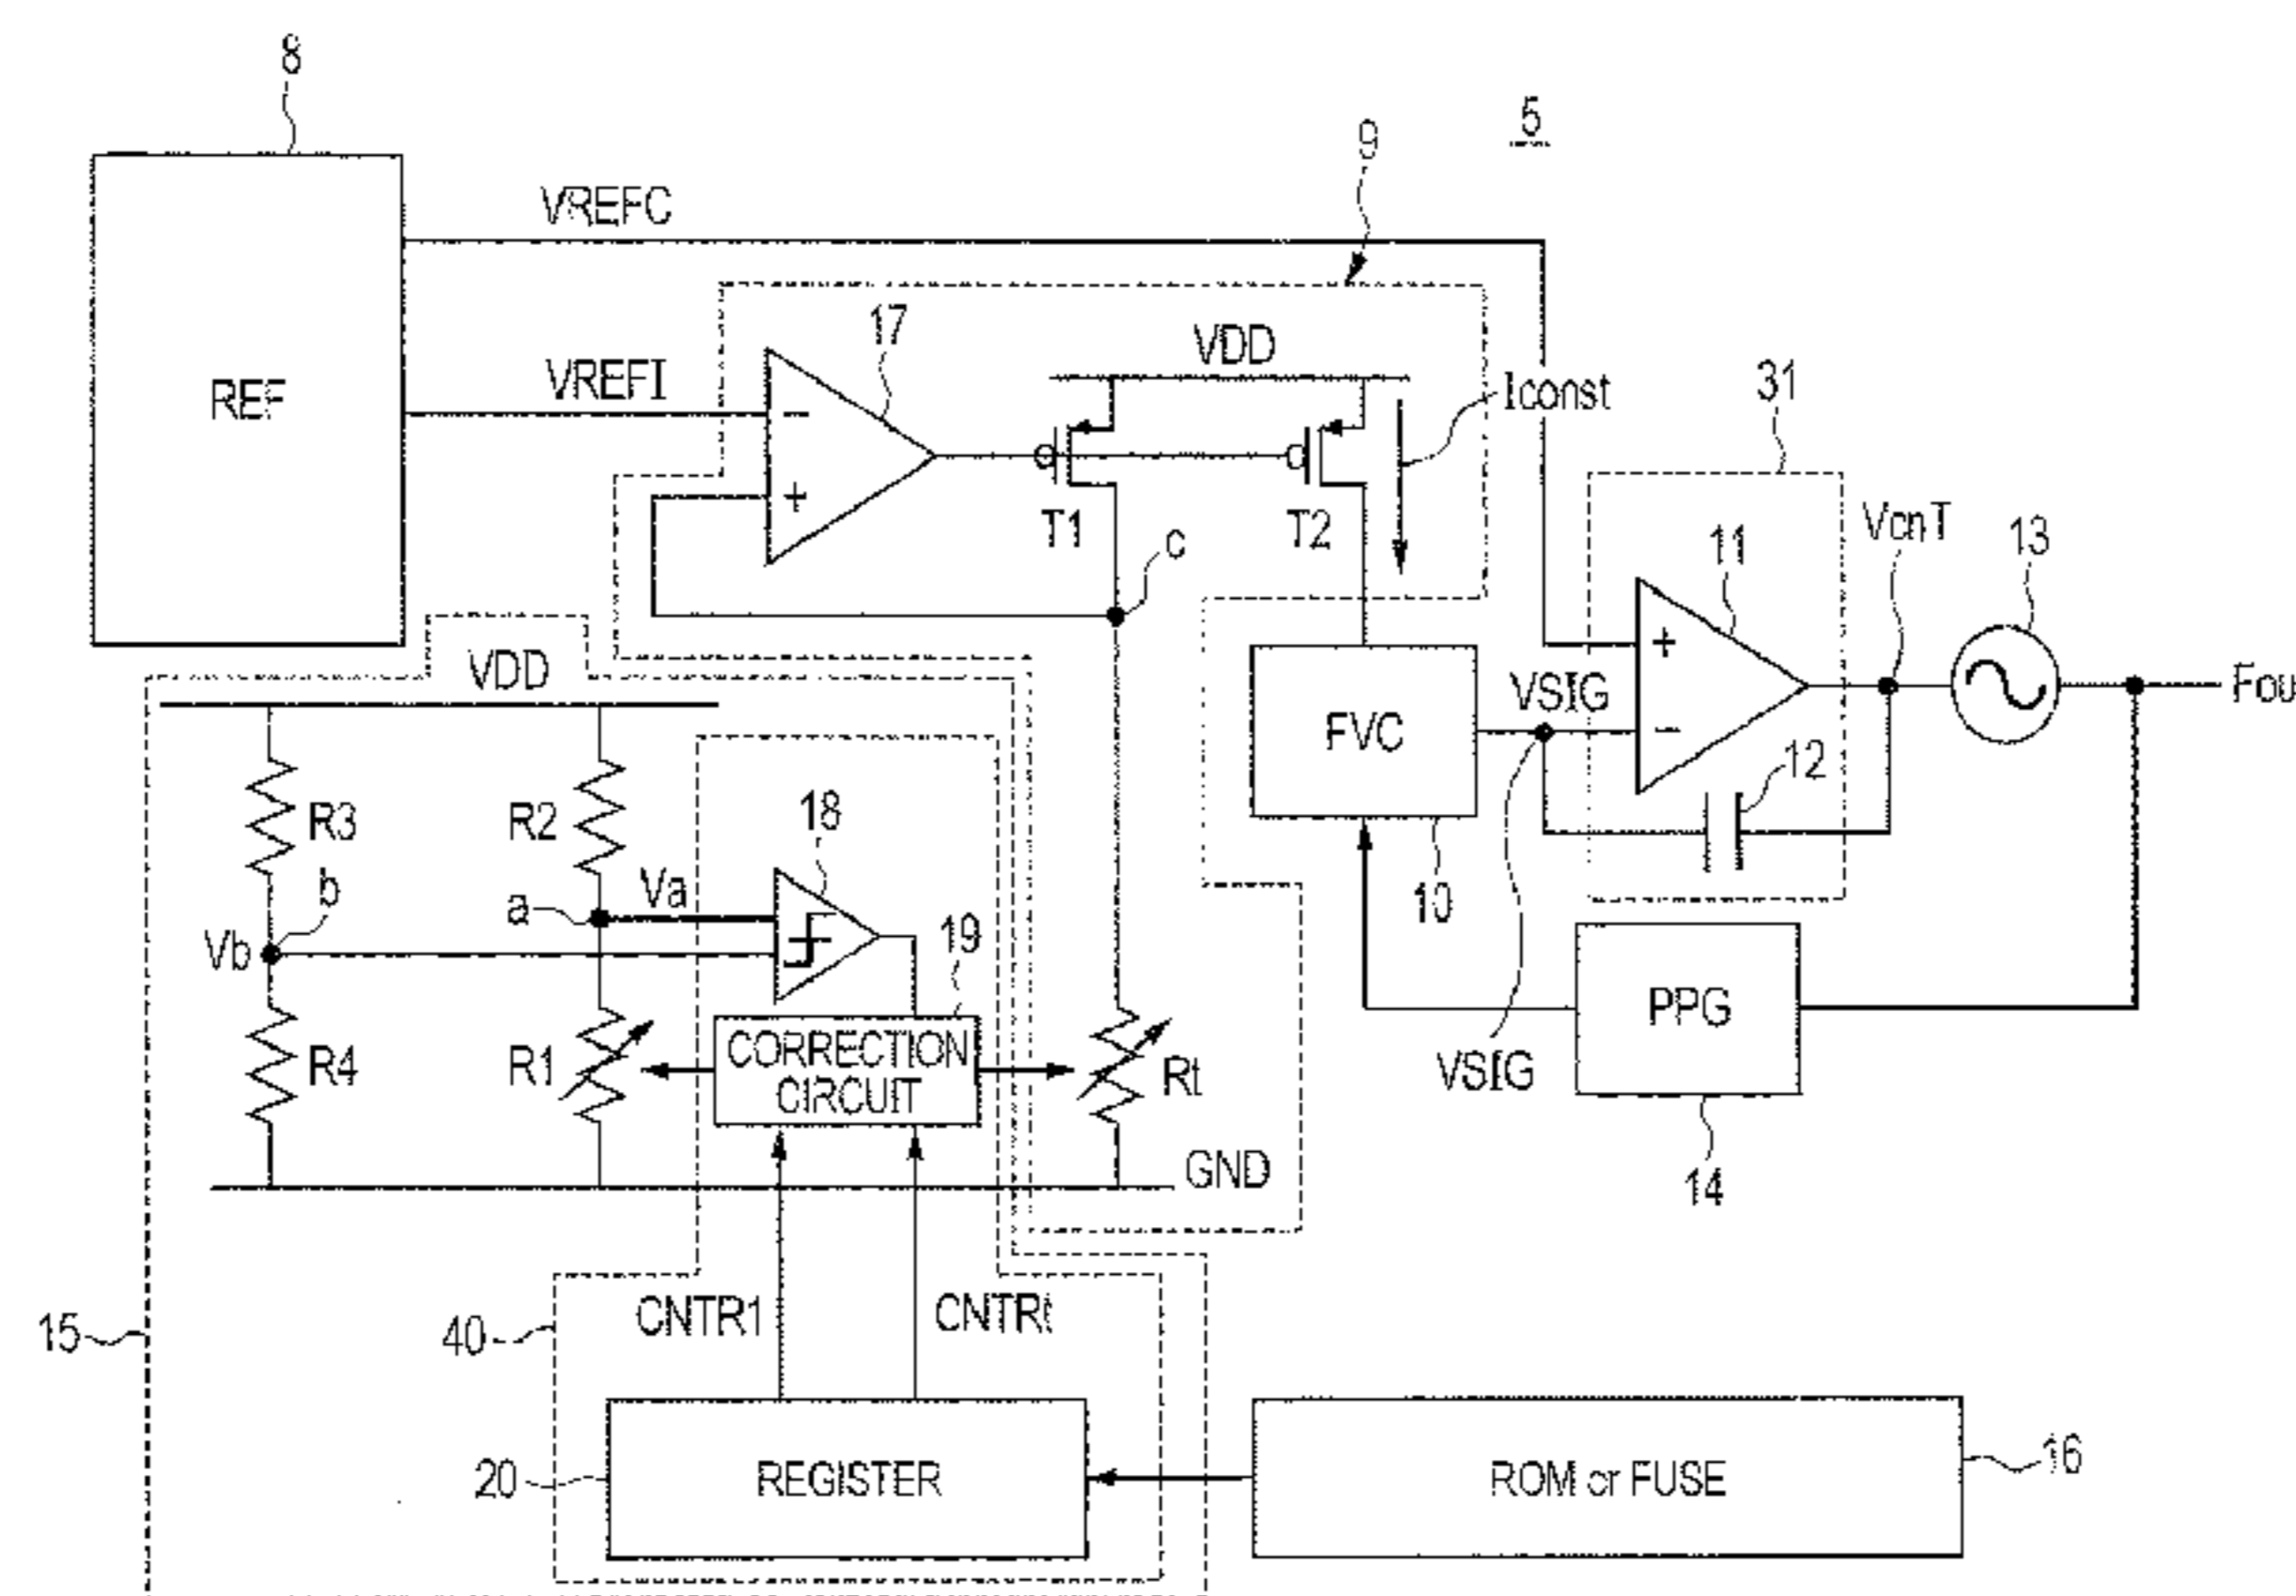 8
5
9
VREFC
17
VDD
REF
VREFI
Iconst
31
−
+
T1
T2
c
11
VcnT
13
VDD
+
VSIG
−
FVC
R3
R2
18
12
b
a
Va
10
Vb
19
PPG
R4
R1
CORRECTION
CIRCUIT
Rt
VSIG
GND
14
15
40
CNTR1
CNTRt
20
REGISTER
ROM or FUSE
16